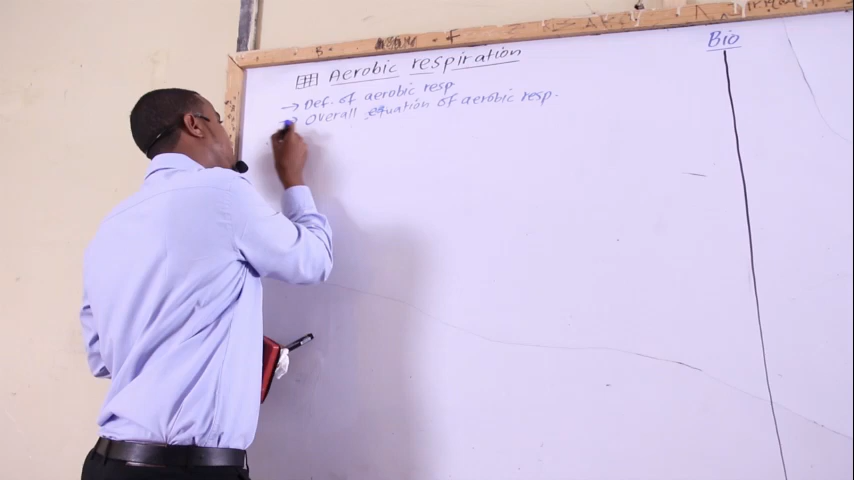 Aerobic respiration
Bio
→ Def. of aerobic resp
→ Overall equation of aerobic resp.